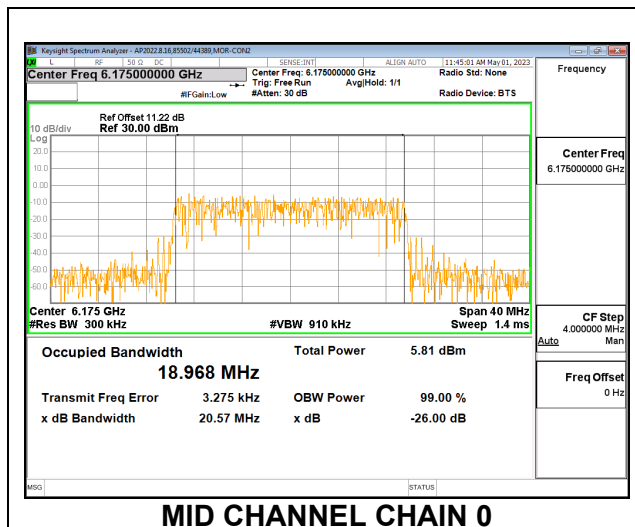 Keysight Spectrum Analyzer - AP2022.8.16,85502/44389,MOR-CON2
L RF 50 Ω DC SENSE:INT ALIGN AUTO 11:45:01 AM May 01, 2023
Center Freq 6.175000000 GHz Center Freq: 6.175000000 GHz Radio Std: None Frequency
Trig: Free Run Avg|Hold: 1/1
#IFGain:Low #Atten: 30 dB Radio Device: BTS
Ref Offset 11.22 dB
10 dB/div Ref 30.00 dBm
Log
20.0
10.0
0.00
-10.0
-20.0
-30.0
-40.0
-50.0
-60.0
Center Freq
6.175000000 GHz
Center 6.175 GHz Span 40 MHz
#Res BW 300 kHz #VBW 910 kHz Sweep 1.4 ms
CF Step
4.000000 MHz
Auto Man
Occupied Bandwidth Total Power 5.81 dBm
18.968 MHz
Freq Offset
0 Hz
Transmit Freq Error 3.275 kHz OBW Power 99.00 %
x dB Bandwidth 20.57 MHz x dB -26.00 dB
MSG STATUS
MID CHANNEL CHAIN 0